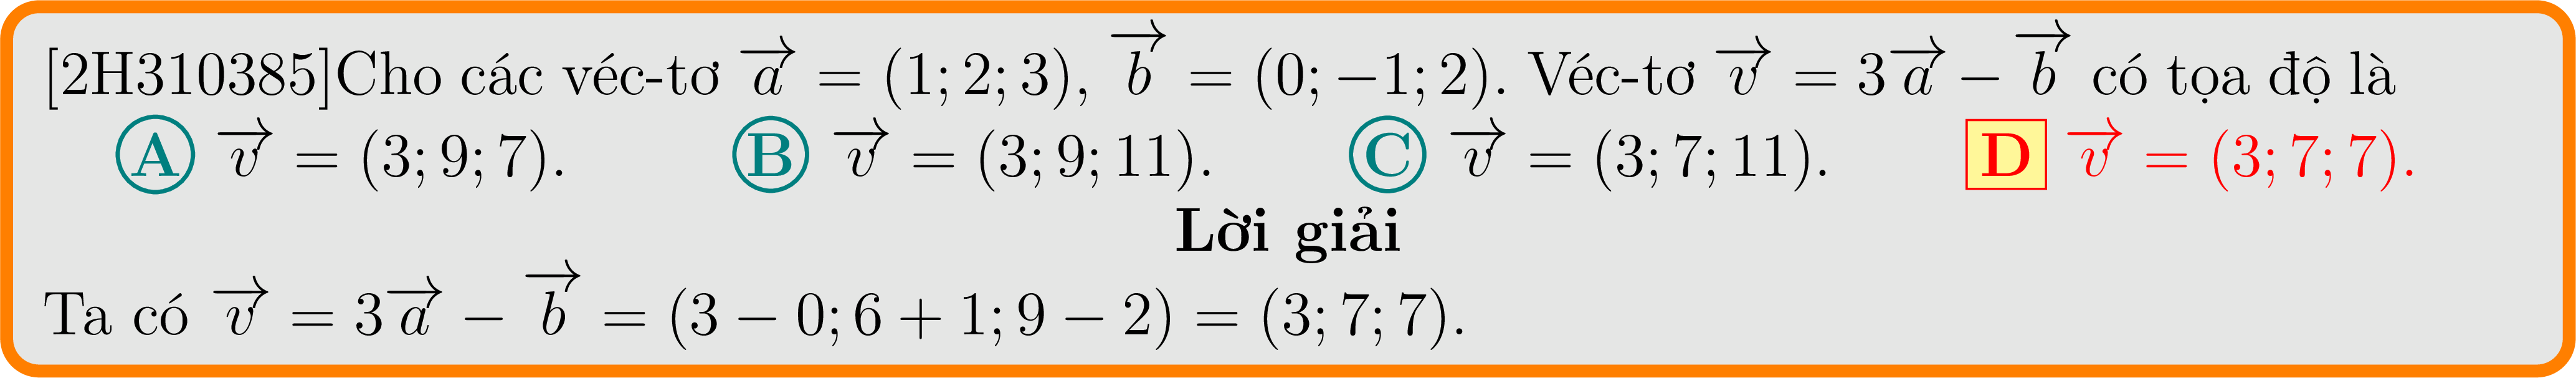 [2H310385]Cho các véc-tơ $\overrightarrow{a} = (1; 2; 3)$, $\overrightarrow{b} = (0; -1; 2)$. Véc-tơ $\overrightarrow{v} = 3\overrightarrow{a} - \overrightarrow{b}$ có tọa độ là
A $\overrightarrow{v} = (3; 9; 7)$. B $\overrightarrow{v} = (3; 9; 11)$. C $\overrightarrow{v} = (3; 7; 11)$. D $\overrightarrow{v} = (3; 7; 7)$.
Lời giải
Ta có $\overrightarrow{v} = 3\overrightarrow{a} - \overrightarrow{b} = (3 - 0; 6 + 1; 9 - 2) = (3; 7; 7)$.